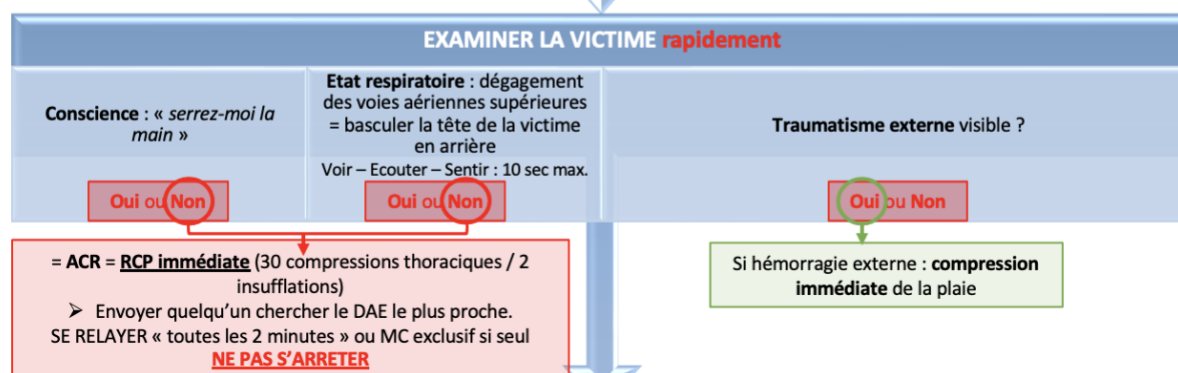 EXAMINER LA VICTIME rapidement
Conscience : « serrez-moi la
main »
Oui ou Non
Etat respiratoire : dégagement
des voies aériennes supérieures
= basculer la tête de la victime
en arrière
Voir – Ecouter – Sentir : 10 sec max.
Oui ou Non
Traumatisme externe visible ?
Oui ou Non
= ACR = RCP immédiate (30 compressions thoraciques / 2
insufflations)
➢ Envoyer quelqu'un chercher le DAE le plus proche.
SE RELAYER « toutes les 2 minutes » ou MC exclusif si seul
NE PAS S'ARRETER
Si hémorragie externe : compression
immédiate de la plaie